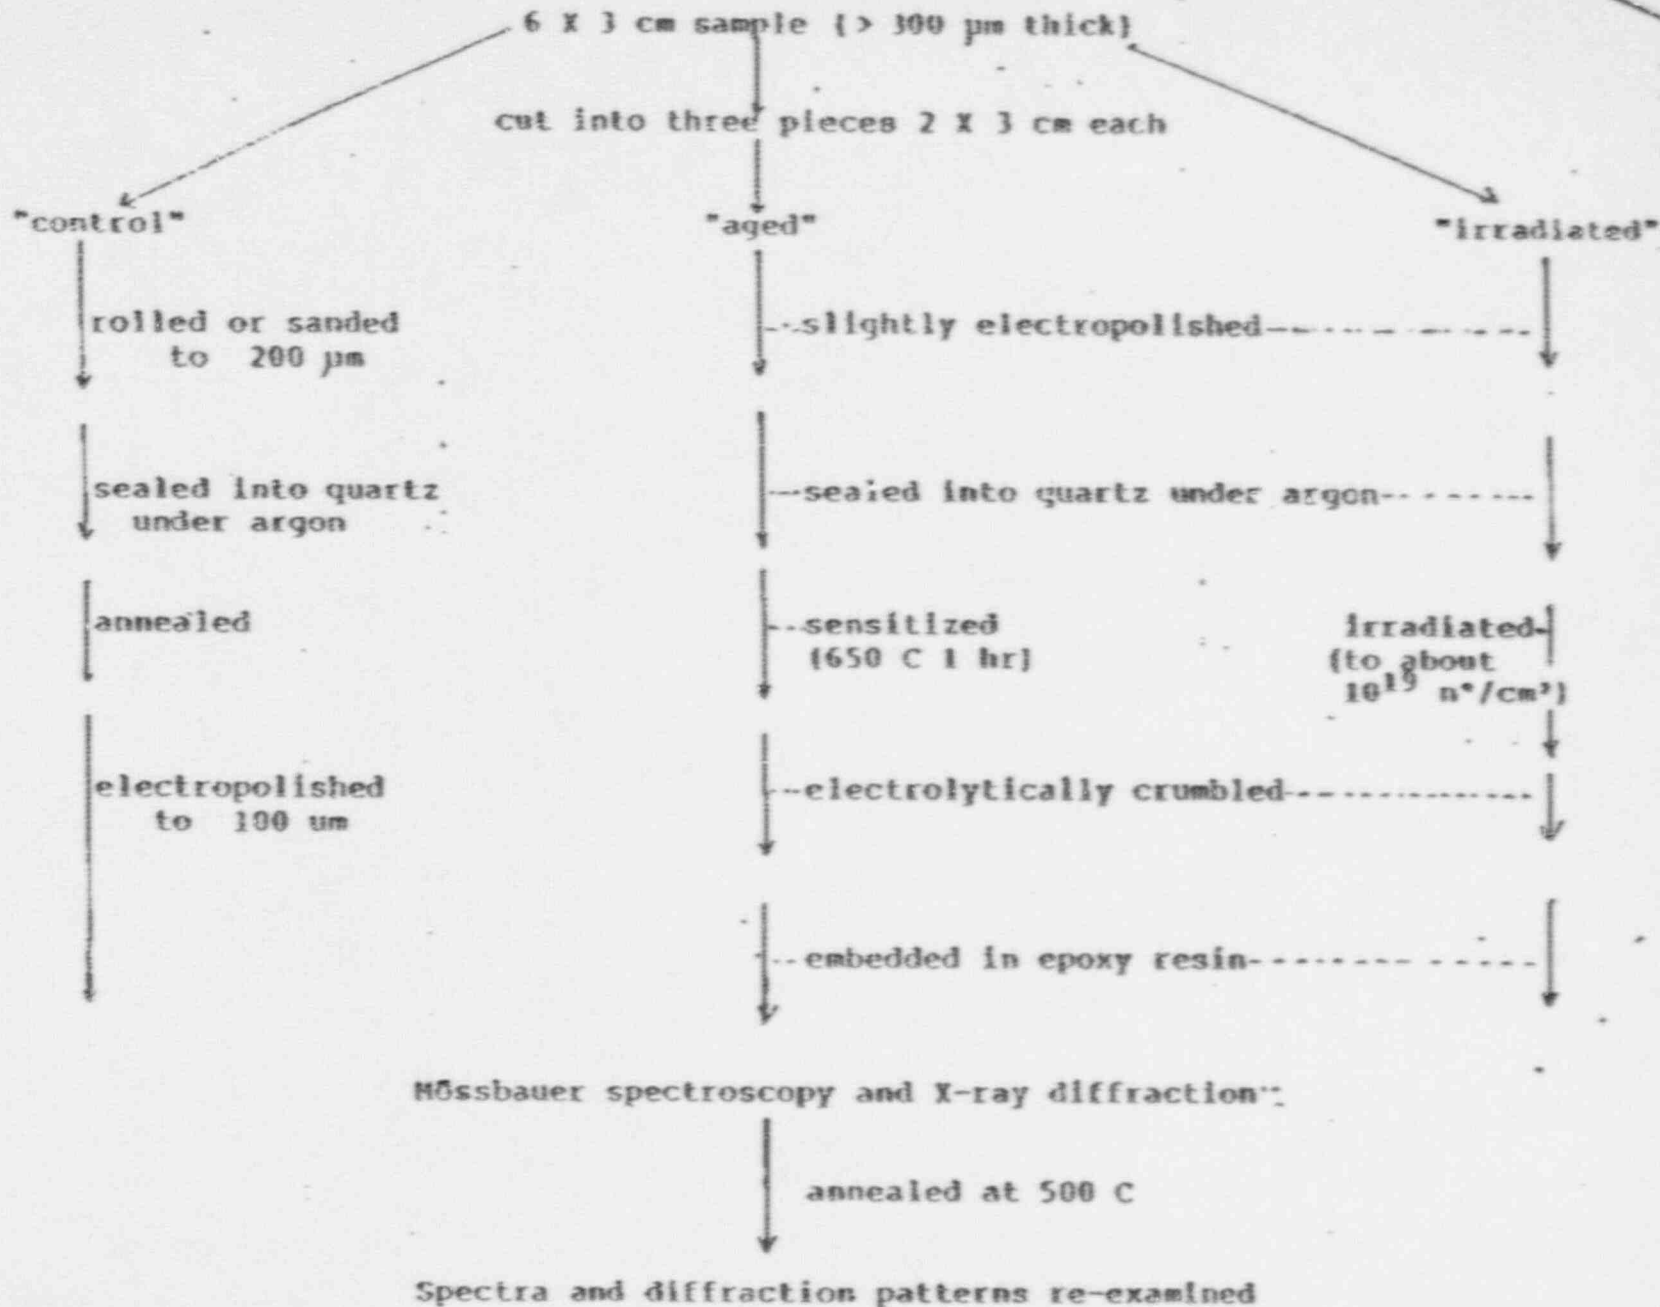 6 X 3 cm sample (> 300 µm thick)
cut into three pieces 2 X 3 cm each
"control"
"aged"
"irradiated"
rolled or sanded
to 200 µm
slightly electropolished
sealed into quartz
under argon
sealed into quartz under argon
annealed
sensitized
(650 C 1 hr)
irradiated
(to about
10¹⁹ n°/cm²)
electropolished
to 100 um
electrolytically crumbled
embedded in epoxy resin
Mössbauer spectroscopy and X-ray diffraction
annealed at 500 C
Spectra and diffraction patterns re-examined